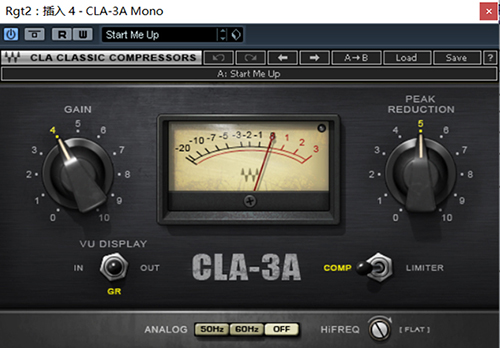 Rgt2：插入 4 - CLA-3A Mono
R W Start Me Up
CLA CLASSIC COMPRESSORS A→B Load Save ?
A: Start Me Up
GAIN
0 1 2 3 4 5 6 7 8 9 10
-20 -10 -7 -5 -3 -2 -1 0 1 2 3
PEAK
REDUCTION
0 1 2 3 4 5 6 7 8 9 10
VU DISPLAY
IN OUT
GR
CLA-3A
COMP LIMITER
ANALOG 50Hz 60Hz OFF HiFREQ [ FLAT ]